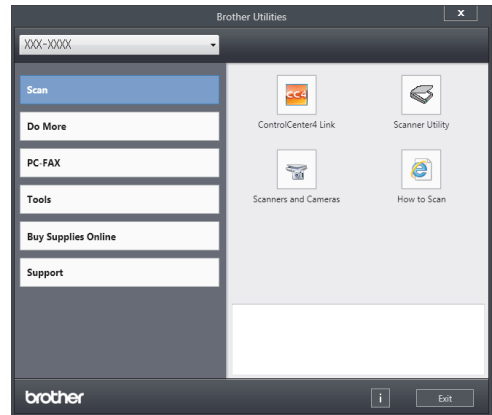 Brother Utilities
x
XXX-XXXX
Scan
Do More
PC-FAX
Tools
Buy Supplies Online
Support
CC4
ControlCenter4 Link
Scanner Utility
Scanners and Cameras
How to Scan
brother
i
Exit